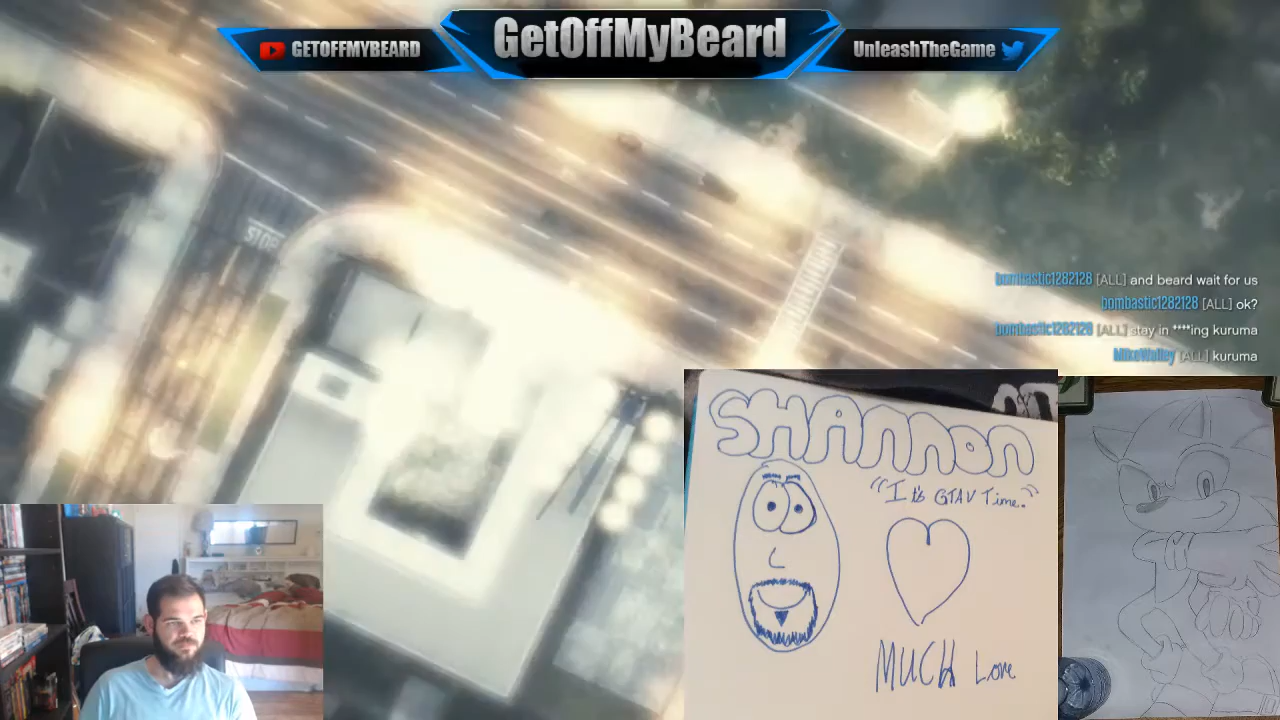 GETOFFMYBEARD
GetOffMyBeard
UnleashTheGame
STOP
bombastic1282128 [ALL] and beard wait for us
bombastic1282128 [ALL] ok?
bombastic1282128 [ALL] stay in ****ing kuruma
MikeWalley [ALL] kuruma
SHANNON
"It's GTAV Time."
MUCH Love